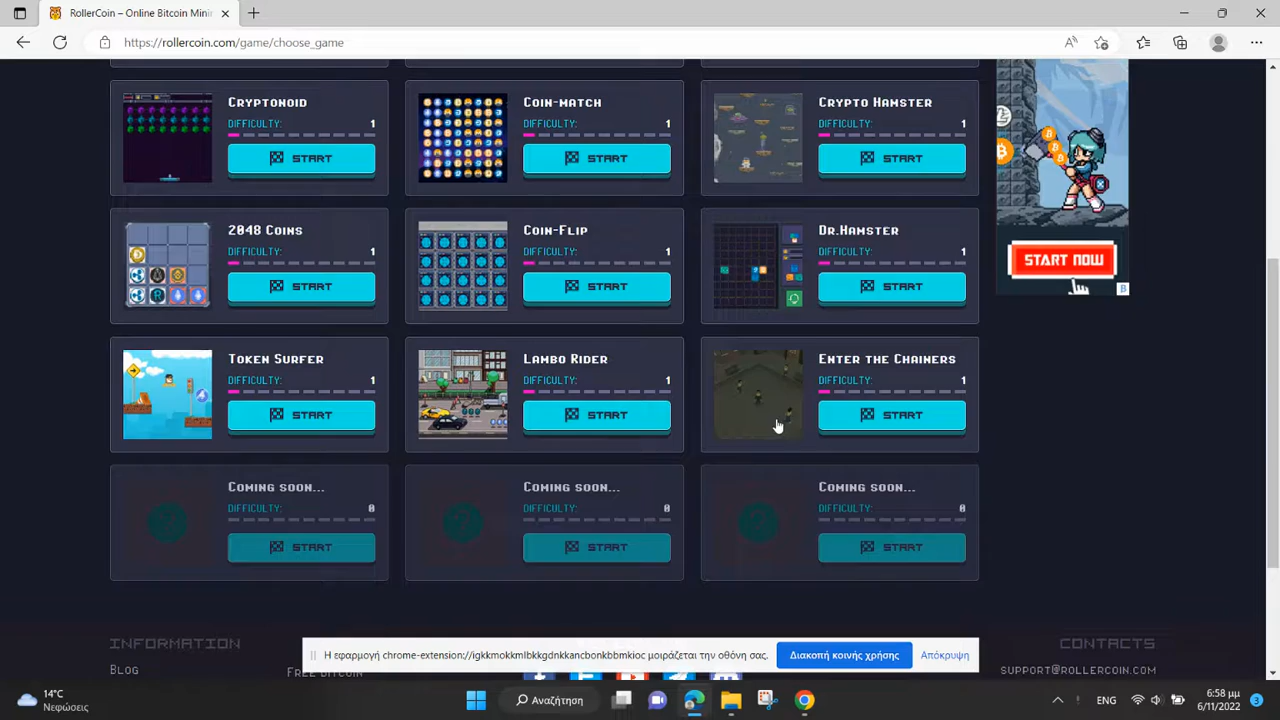 RollerCoin – Online Bitcoin Mini
https://rollercoin.com/game/choose_game
Cryptonoid
Difficulty: 1
START
Coin-match
Difficulty: 1
START
Crypto Hamster
Difficulty: 1
START
2048 Coins
Difficulty: 1
START
Coin-Flip
Difficulty: 1
START
Dr.Hamster
Difficulty: 1
START
START NOW
Token Surfer
Difficulty: 1
START
Lambo Rider
Difficulty: 1
START
Enter the Chainers
Difficulty: 1
START
Coming soon...
Difficulty: 0
START
Coming soon...
Difficulty: 0
START
Coming soon...
Difficulty: 0
START
INFORMATION
CONTACTS
BLOG
FREE BITCOIN
SUPPORT@ROLLERCOIN.COM
Η εφαρμογή chrome-extension://igkkmokkmlbkkgdnkkancbonkbbmkioc μοιράζεται την οθόνη σας.
Διακοπή κοινής χρήσης
Απόκρυψη
14°C
Νεφώσεις
Αναζήτηση
ENG
6:58 μμ
6/11/2022
3